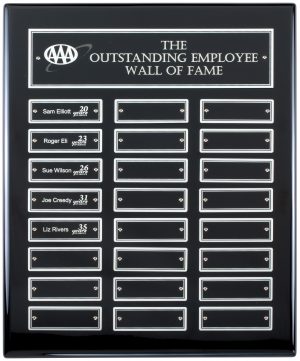 AAA
THE
OUTSTANDING EMPLOYEE
WALL OF FAME
Sam Elliott 20 years
Roger Eli 23 years
Sue Wilson 26 years
Joe Creedy 31 years
Liz Rivers 35 years